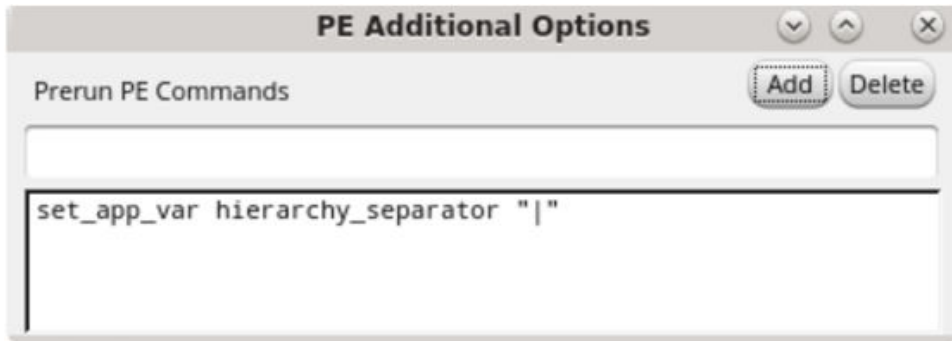 PE Additional Options
Prerun PE Commands
Add
Delete
set_app_var hierarchy_separator "|"